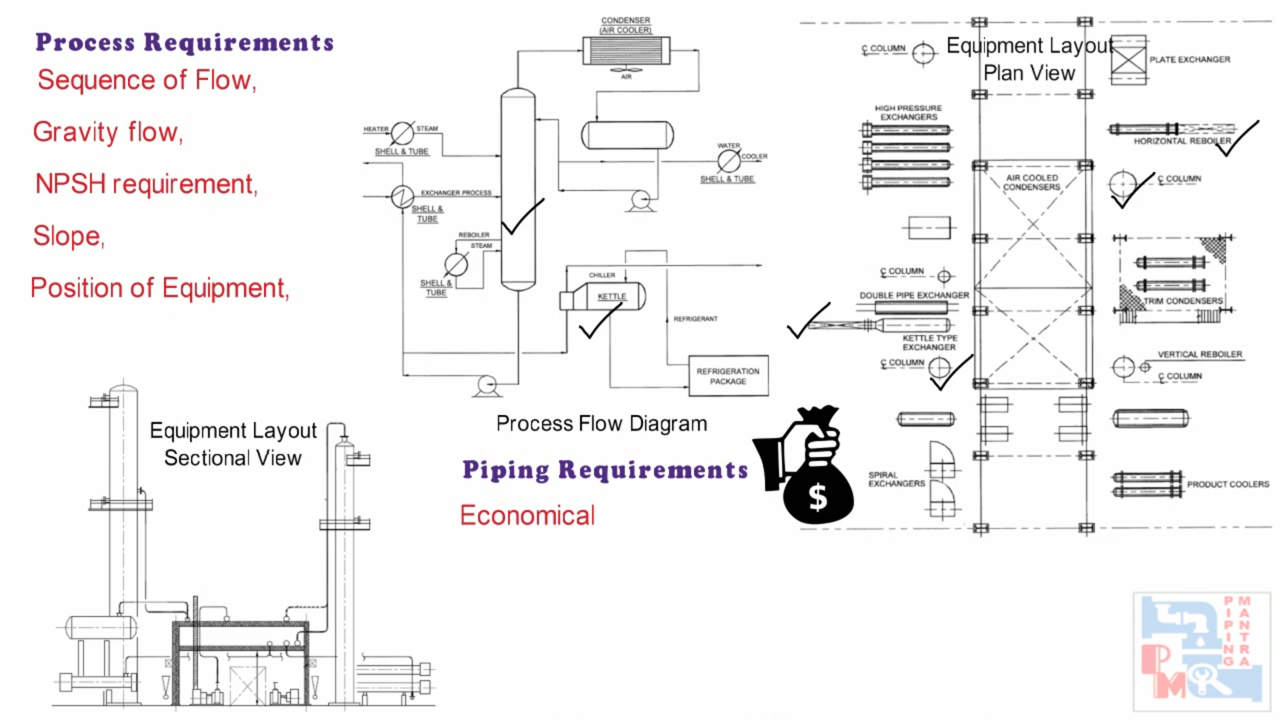 Process Requirements
Sequence of Flow,
Gravity flow,
NPSH requirement,
Slope,
Position of Equipment,
CONDENSER
(AIR COOLER)
AIR
HEATER
STEAM
SHELL & TUBE
EXCHANGER PROCESS
SHELL &
TUBE
REBOILER
STEAM
SHELL &
TUBE
WATER
COOLER
SHELL & TUBE
CHILLER
KETTLE
REFRIGERANT
REFRIGERATION
PACKAGE
Process Flow Diagram
Equipment Layout
Sectional View
Piping Requirements
Economical
$
Equipment Layout
Plan View
℄ COLUMN
PLATE EXCHANGER
HIGH PRESSURE
EXCHANGERS
HORIZONTAL REBOILER
AIR COOLED
CONDENSERS
℄ COLUMN
℄ COLUMN
DOUBLE PIPE EXCHANGER
TRIM CONDENSERS
KETTLE TYPE
EXCHANGER
℄ COLUMN
VERTICAL REBOILER
℄ COLUMN
SPIRAL
EXCHANGERS
PRODUCT COOLERS
PIPING
MANTRA
PM